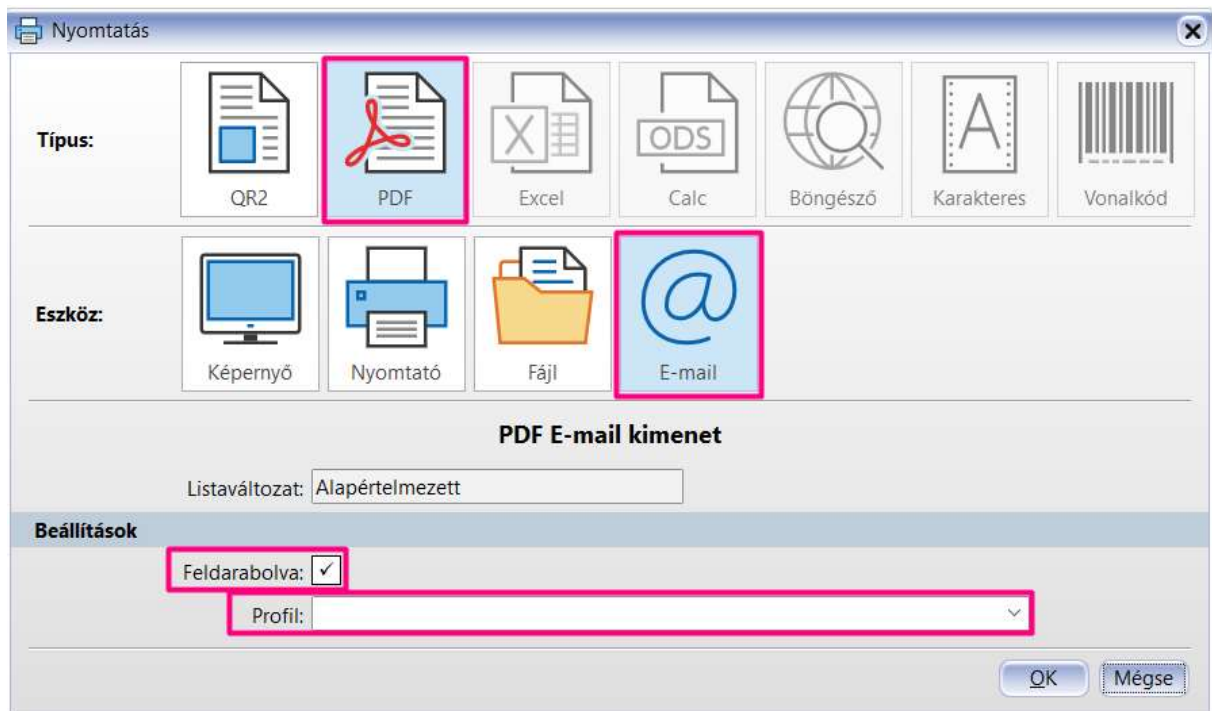 Nyomtatás
Típus:
QR2 PDF Excel Calc Böngésző Karakteres Vonalkód
X ODS A
Eszköz:
Képernyő Nyomtató Fájl E-mail
@
PDF E-mail kimenet
Listaváltozat: Alapértelmezett
Beállítások
Feldarabolva: ✓
Profil:
OK Mégse